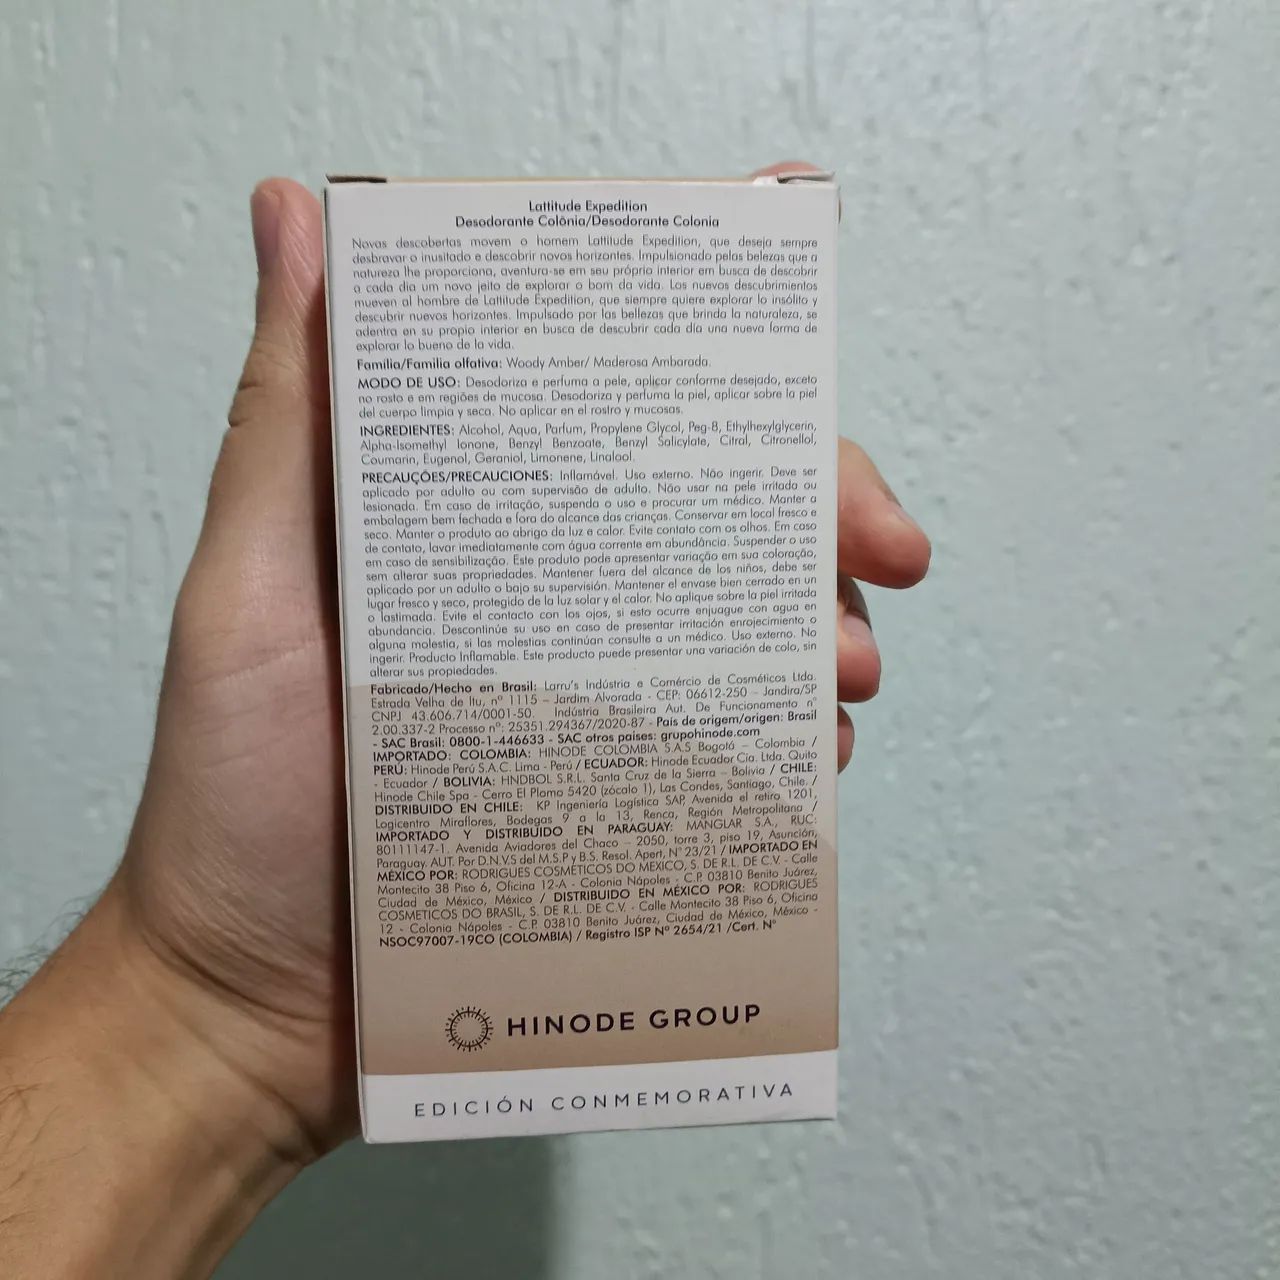 Lattitude Expedition
Desodorante Colônia/Desodorante Colonia
Novas descobertas movem o homem Lattitude Expedition, que deseja sempre
desbravar o inusitado e descobrir novos horizontes. Impulsionado pelas belezas que a
natureza lhe proporciona, aventura-se em seu próprio interior em busca de descobrir
a cada dia um novo jeito de explorar o bom da vida. Los nuevos descubrimientos
mueven al hombre de Lattitude Expedition, que siempre quiere explorar lo insólito y
descubrir nuevos horizontes. Impulsado por las bellezas que brinda la naturaleza, se
adentra en su propio interior en busca de descubrir cada día una nueva forma de
explorar lo bueno de la vida.
Família/Familia olfativa: Woody Amber/ Maderosa Ambarada.
MODO DE USO: Desodoriza e perfuma a pele, aplicar conforme desejado, exceto
no rosto e em regiões de mucosa. Desodoriza y perfuma la piel, aplicar sobre la piel
del cuerpo limpia y seca. No aplicar en el rostro y mucosas.
INGREDIENTES: Alcohol, Aqua, Parfum, Propylene Glycol, Peg-8, Ethylhexylglycerin,
Alpha-Isomethyl Ionone, Benzyl Benzoate, Benzyl Salicylate, Citral, Citronellol,
Coumarin, Eugenol, Geraniol, Limonene, Linalool.
PRECAUÇÕES/PRECAUCIONES: Inflamável. Uso externo. Não ingerir. Deve ser
aplicado por adulto ou com supervisão de adulto. Não usar na pele irritada ou
lesionada. Em caso de irritação, suspenda o uso e procurar um médico. Manter a
embalagem bem fechada e fora do alcance das crianças. Conservar em local fresco e
seco. Manter o produto ao abrigo da luz e calor. Evite contato com os olhos. Em caso
de contato, lavar imediatamente com água corrente em abundância. Suspender o uso
em caso de sensibilização. Este produto pode apresentar variação em sua coloração,
sem alterar suas propriedades. Mantener fuera del alcance de los niños, debe ser
aplicado por un adulto o bajo su supervisión. Mantener el envase bien cerrado en un
lugar fresco y seco, protegido de la luz solar y el calor. No aplique sobre la piel irritada
o lastimada. Evite el contacto con los ojos, si esto ocurre enjuague con agua en
abundancia. Descontinúe su uso en caso de presentar irritación enrojecimiento o
alguna molestia, si las molestias continúan consulte a un médico. Uso externo. No
ingerir. Producto Inflamable. Este producto puede presentar una variación de colo, sin
alterar sus propiedades.
Fabricado/Hecho en Brasil: Larru's Indústria e Comércio de Cosméticos Ltda.
Estrada Velha de Itu, nº 1115 – Jardim Alvorada - CEP: 06612-250 – Jandira/SP
CNPJ 43.606.714/0001-50. Indústria Brasileira Aut. De Funcionamento nº
2.00.337-2 Processo nº: 25351.294367/2020-87 - País de origem/origen: Brasil
- SAC Brasil: 0800-1-446633 - SAC otros paises: grupohinode.com
IMPORTADO: COLOMBIA: HINODE COLOMBIA S.A.S Bogotá – Colombia /
PERÚ: Hinode Perú S.A.C. Lima - Perú / ECUADOR: Hinode Ecuador Cia. Ltda. Quito
- Ecuador / BOLIVIA: HNDBOL S.R.L. Santa Cruz de la Sierra – Bolivia / CHILE:
Hinode Chile Spa - Cerro El Plomo 5420 (zócalo 1), Las Condes, Santiago, Chile. /
DISTRIBUIDO EN CHILE: KP Ingeniería Logística SAP, Avenida el retiro 1201,
Logicentro Miraflores, Bodegas 9 a la 13, Renca, Región Metropolitana /
IMPORTADO Y DISTRIBUIDO EN PARAGUAY: MANGLAR S.A., RUC:
80111147-1. Avenida Aviadores del Chaco – 2050, torre 3, piso 19, Asunción,
Paraguay. AUT. Por D.N.V.S del M.S.P y B.S. Resol. Apert, N° 23/21 / IMPORTADO EN
MÉXICO POR: RODRIGUES COSMÉTICOS DO MEXICO, S. DE R.L. DE C.V. - Calle
Montecito 38 Piso 6, Oficina 12-A - Colonia Nápoles - C.P. 03810 Benito Juárez,
Ciudad de México, México / DISTRIBUIDO EN MÉXICO POR: RODRIGUES
COSMETICOS DO BRASIL, S. DE R.L. DE C.V. - Calle Montecito 38 Piso 6, Oficina
12 - Colonia Nápoles - C.P. 03810 Benito Juárez, Ciudad de México, México -
NSOC97007-19CO (COLOMBIA) / Registro ISP Nº 2654/21 /Cert. N°
HINODE GROUP
EDICIÓN CONMEMORATIVA